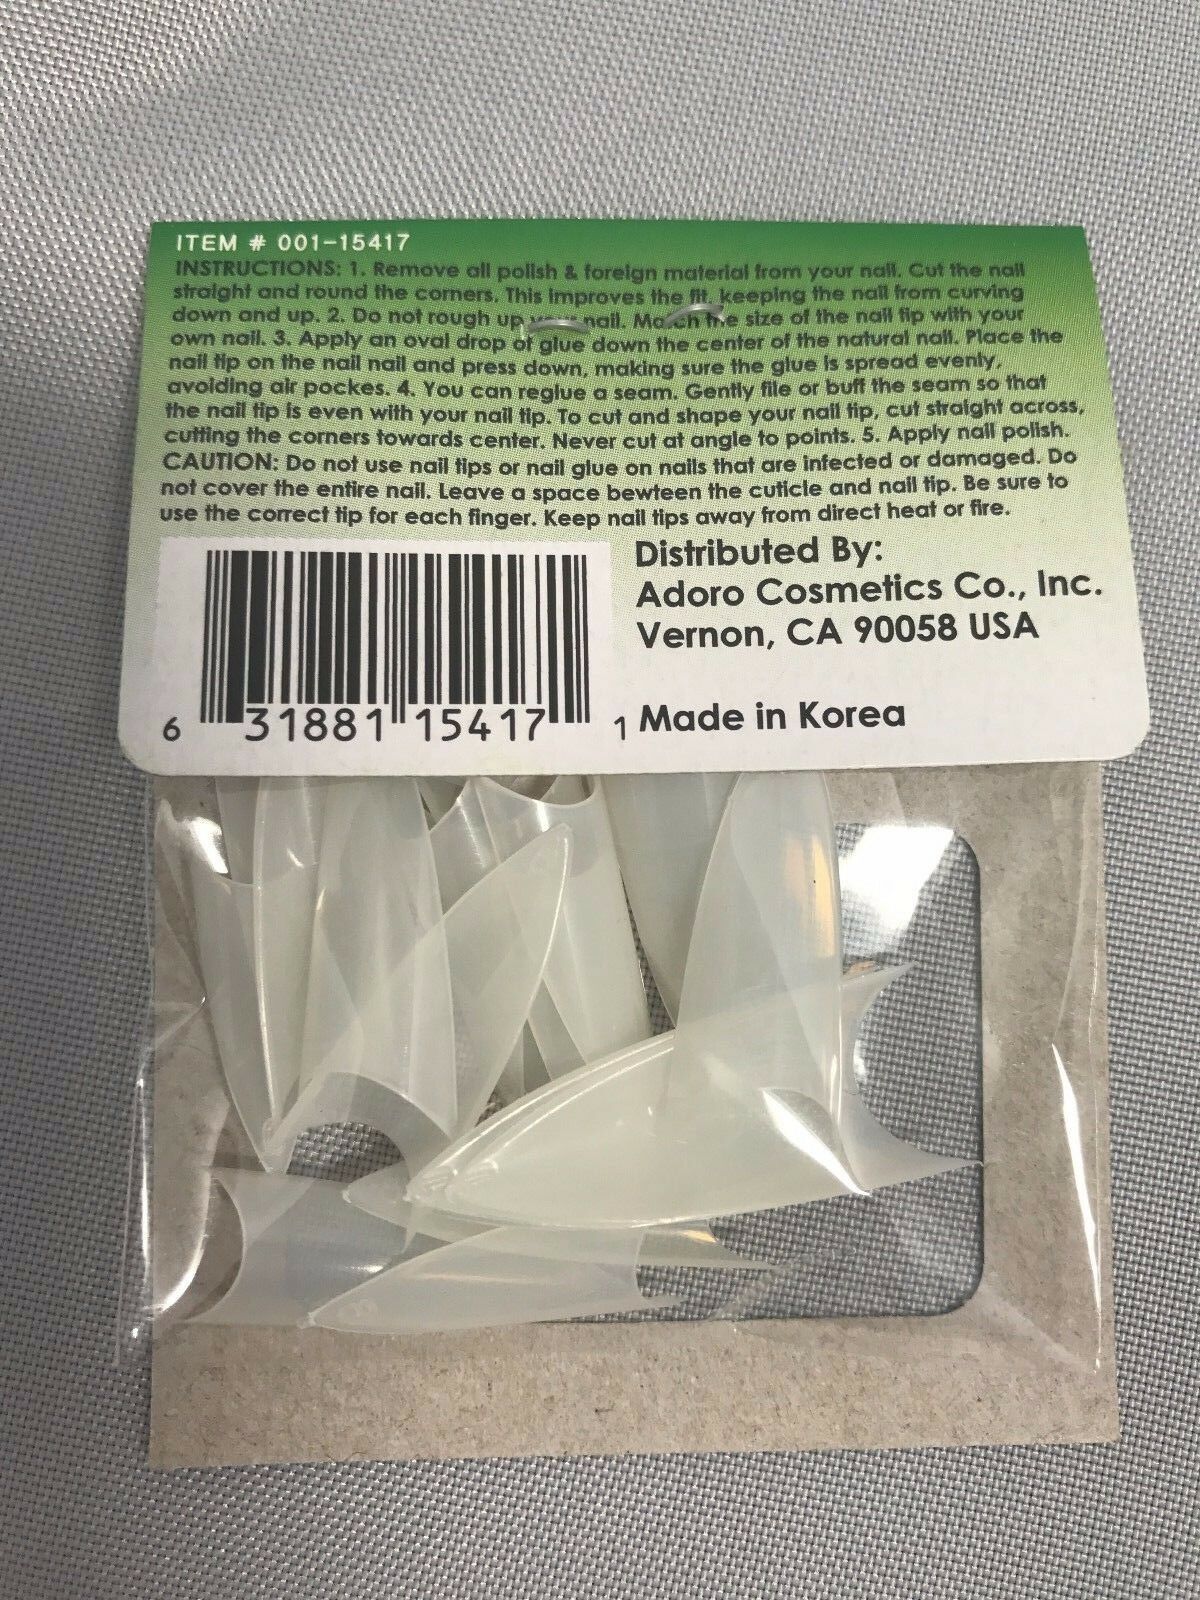 ITEM # 001-15417
INSTRUCTIONS: 1. Remove all polish & foreign material from your nail. Cut the nail
straight and round the corners. This improves the fit, keeping the nail from curving
down and up. 2. Do not rough up your nail. Match the size of the nail tip with your
own nail. 3. Apply an oval drop of glue down the center of the natural nail. Place the
nail tip on the nail nail and press down, making sure the glue is spread evenly,
avoiding air pockes. 4. You can reglue a seam. Gently file or buff the seam so that
the nail tip is even with your nail tip. To cut and shape your nail tip, cut straight across,
cutting the corners towards center. Never cut at angle to points. 5. Apply nail polish.
CAUTION: Do not use nail tips or nail glue on nails that are infected or damaged. Do
not cover the entire nail. Leave a space bewteen the cuticle and nail tip. Be sure to
use the correct tip for each finger. Keep nail tips away from direct heat or fire.
Distributed By:
Adoro Cosmetics Co., Inc.
Vernon, CA 90058 USA
Made in Korea
6 31881 15417 1